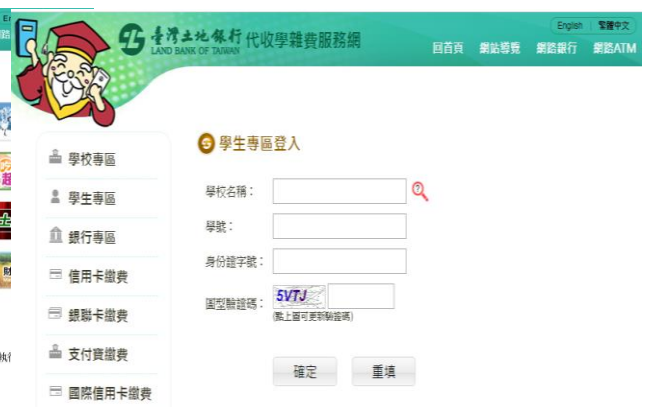 English | 繁體中文
臺灣土地銀行 代收學雜費服務網
LAND BANK OF TAIWAN
回首頁 網站導覽 網路銀行 網路ATM
學生專區登入
學校專區
學生專區
銀行專區
信用卡繳費
銀聯卡繳費
支付寶繳費
國際信用卡繳費
學校名稱：
學號：
身份證字號：
圖型驗證碼： 5VTJ
(點上圖可更新驗證碼)
確定 重填